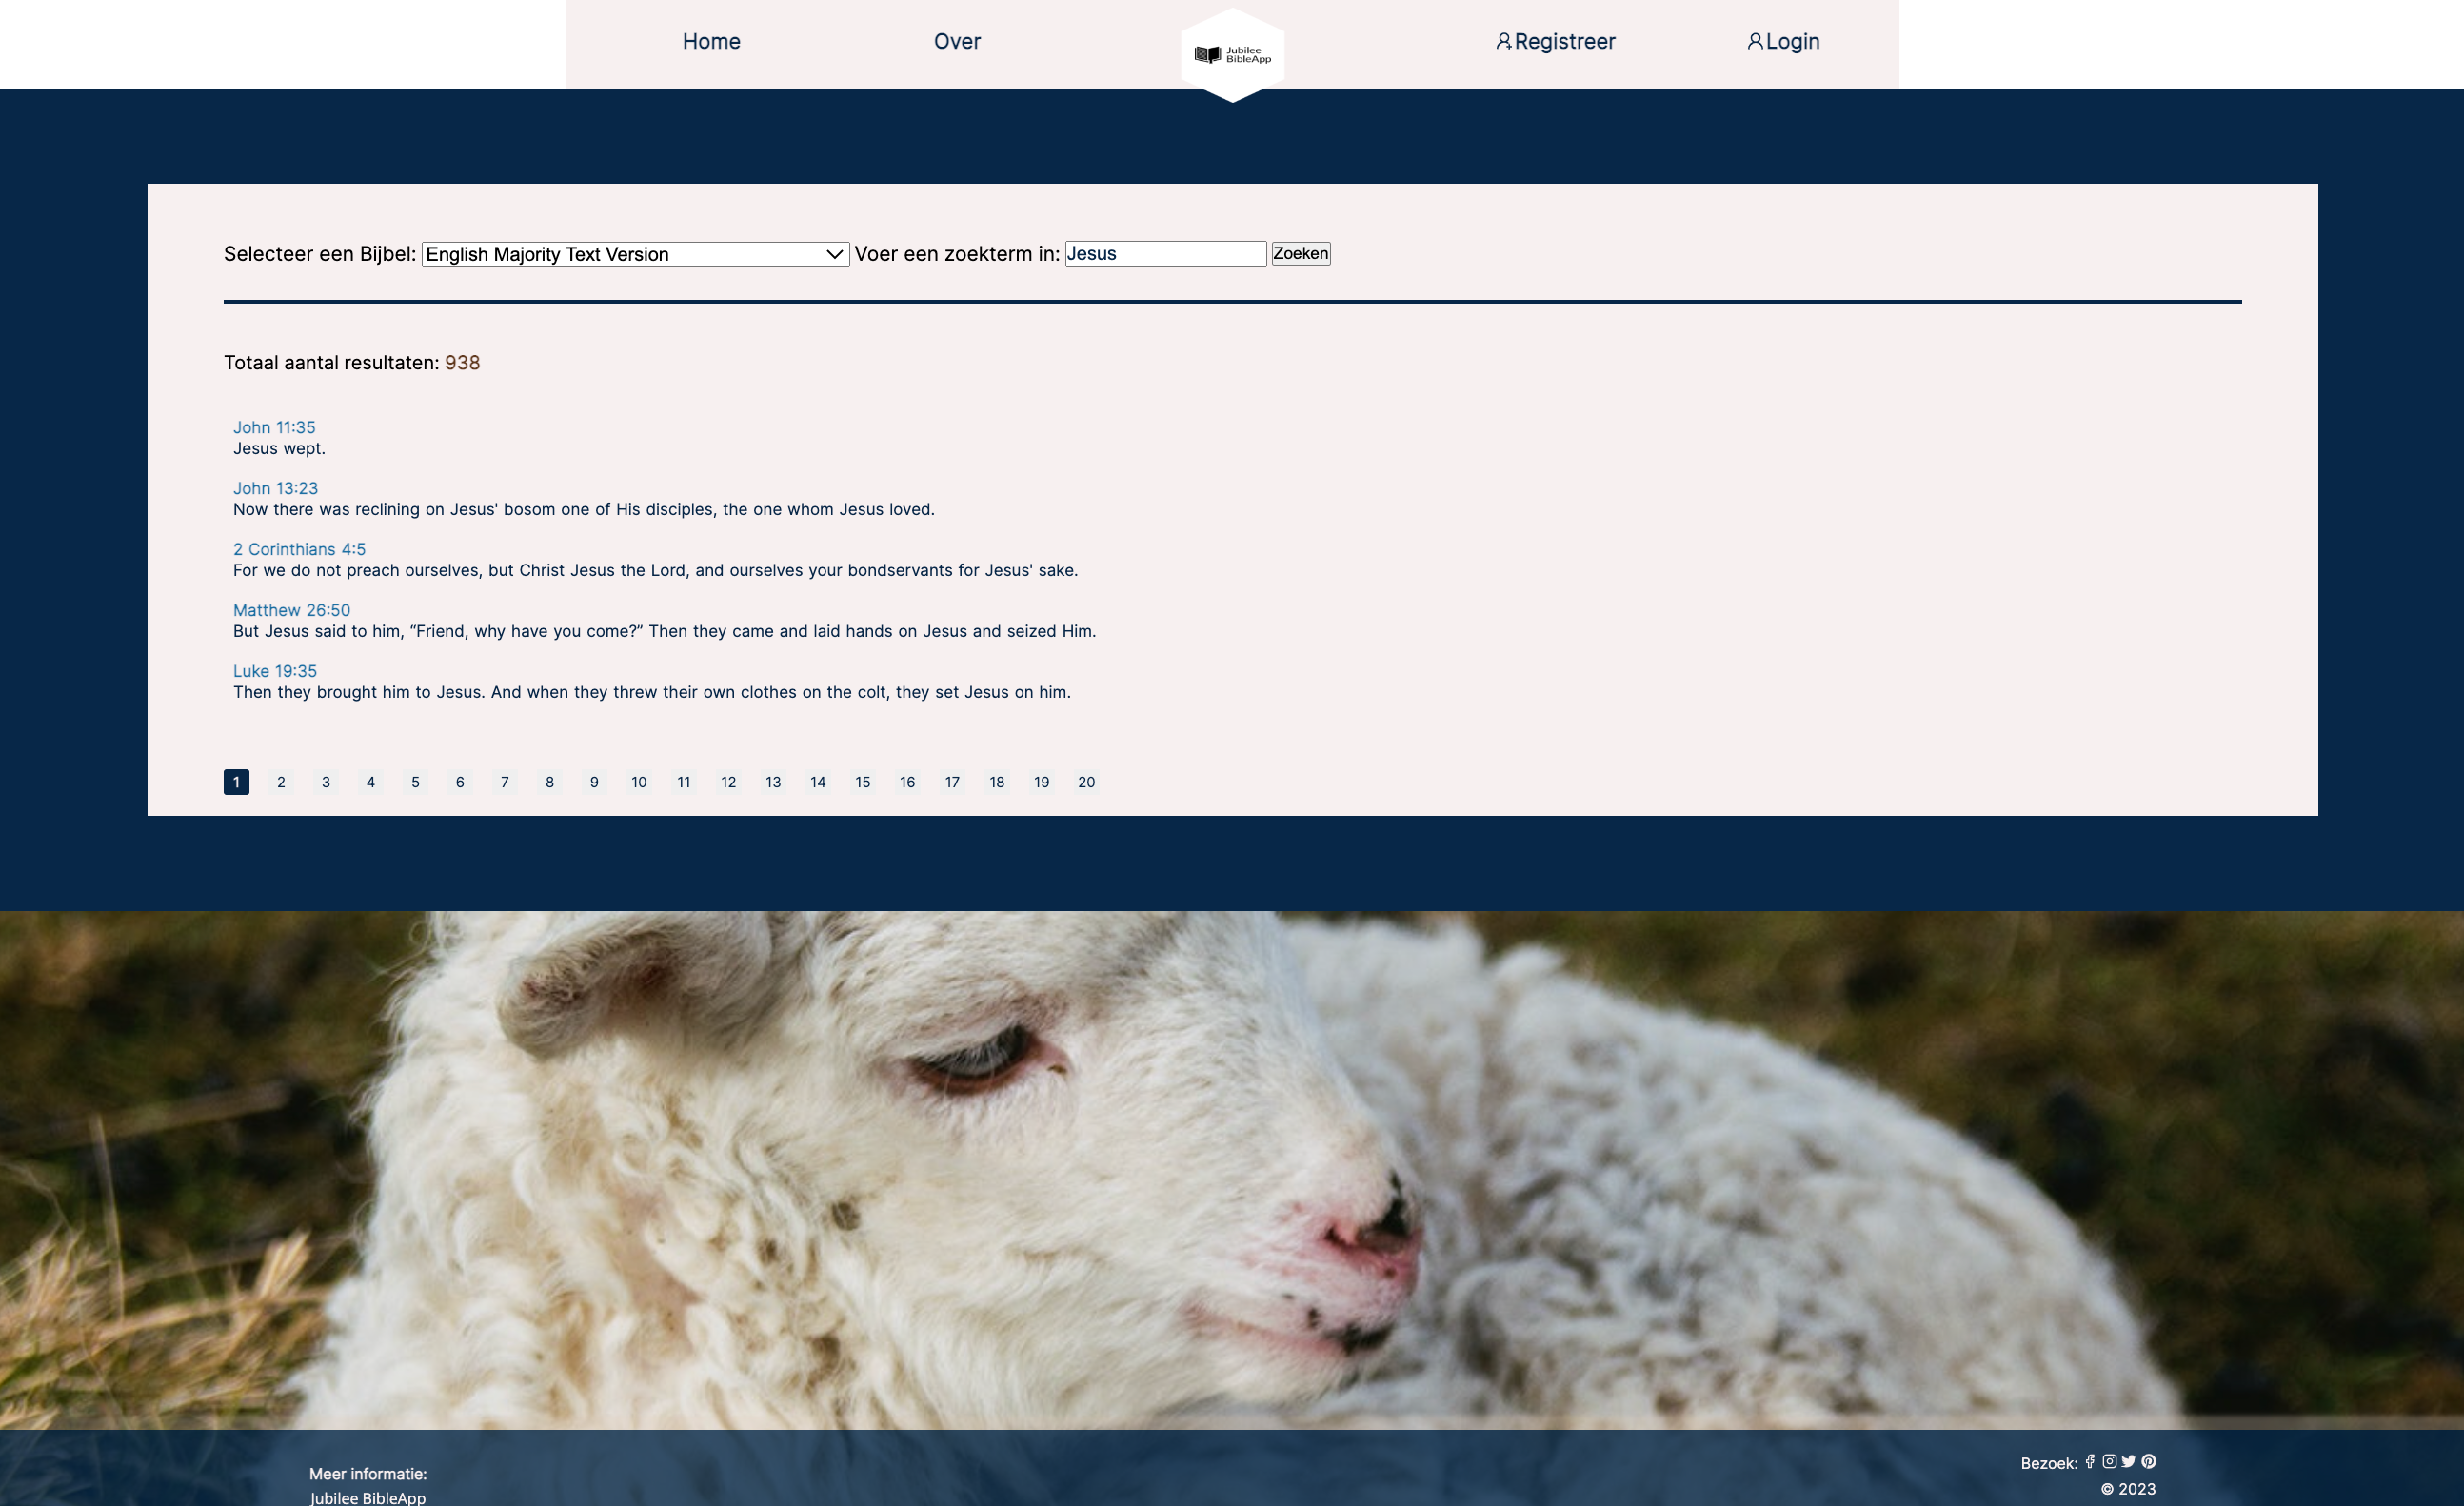 Home Over Jubilee BibleApp Registreer Login
Selecteer een Bijbel: English Majority Text Version Voer een zoekterm in: Jesus Zoeken
Totaal aantal resultaten: 938
John 11:35
Jesus wept.
John 13:23
Now there was reclining on Jesus' bosom one of His disciples, the one whom Jesus loved.
2 Corinthians 4:5
For we do not preach ourselves, but Christ Jesus the Lord, and ourselves your bondservants for Jesus' sake.
Matthew 26:50
But Jesus said to him, “Friend, why have you come?” Then they came and laid hands on Jesus and seized Him.
Luke 19:35
Then they brought him to Jesus. And when they threw their own clothes on the colt, they set Jesus on him.
1 2 3 4 5 6 7 8 9 10 11 12 13 14 15 16 17 18 19 20
Bezoek:
Meer informatie:
© 2023
Jubilee BibleApp